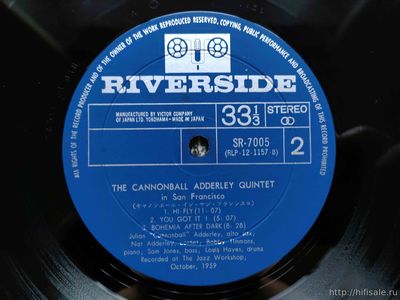 ALL RIGHTS OF THE RECORD PRODUCER AND OF THE OWNER OF THE WORK REPRODUCED RESERVED. COPYING, PUBLIC PERFORMANCE AND BROADCASTING OF THIS RECORD PROHIBITED.
RIVERSIDE
MANUFACTURED BY VICTOR COMPANY
OF JAPAN LTD. YOKOHAMA-MADE IN JAPAN
33 1/3
STEREO
SR-7005
(RLP-12-1157 B)
2
THE CANNONBALL ADDERLEY QUINTET
in San Francisco
(キャノンボール・イン・サン・フランシスコ)
1. HI-FLY (11:07)
2. YOU GOT IT! (5:07)
3. BOHEMIA AFTER DARK (8:28)
Julian "Cannonball" Adderley, alto sax,
Nat Adderley, cornet, Bobby Timmons,
piano; Sam Jones, bass, Louis Hayes, drums
Recorded at The Jazz Workshop,
October, 1959
http://hifisale.ru